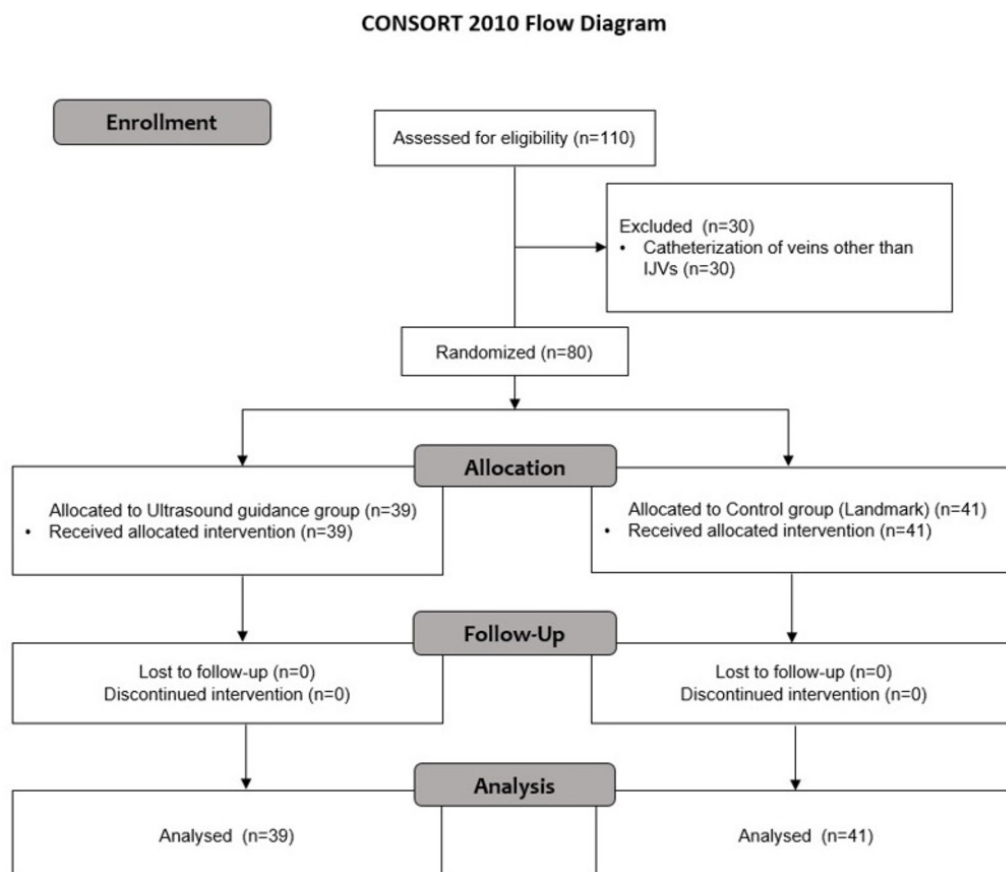 CONSORT 2010 Flow Diagram
Enrollment
Assessed for eligibility (n=110)
Excluded (n=30)
• Catheterization of veins other than
IJVs (n=30)
Randomized (n=80)
Allocation
Allocated to Ultrasound guidance group (n=39)
• Received allocated intervention (n=39)
Allocated to Control group (Landmark) (n=41)
• Received allocated intervention (n=41)
Follow-Up
Lost to follow-up (n=0)
Discontinued intervention (n=0)
Lost to follow-up (n=0)
Discontinued intervention (n=0)
Analysis
Analysed (n=39)
Analysed (n=41)